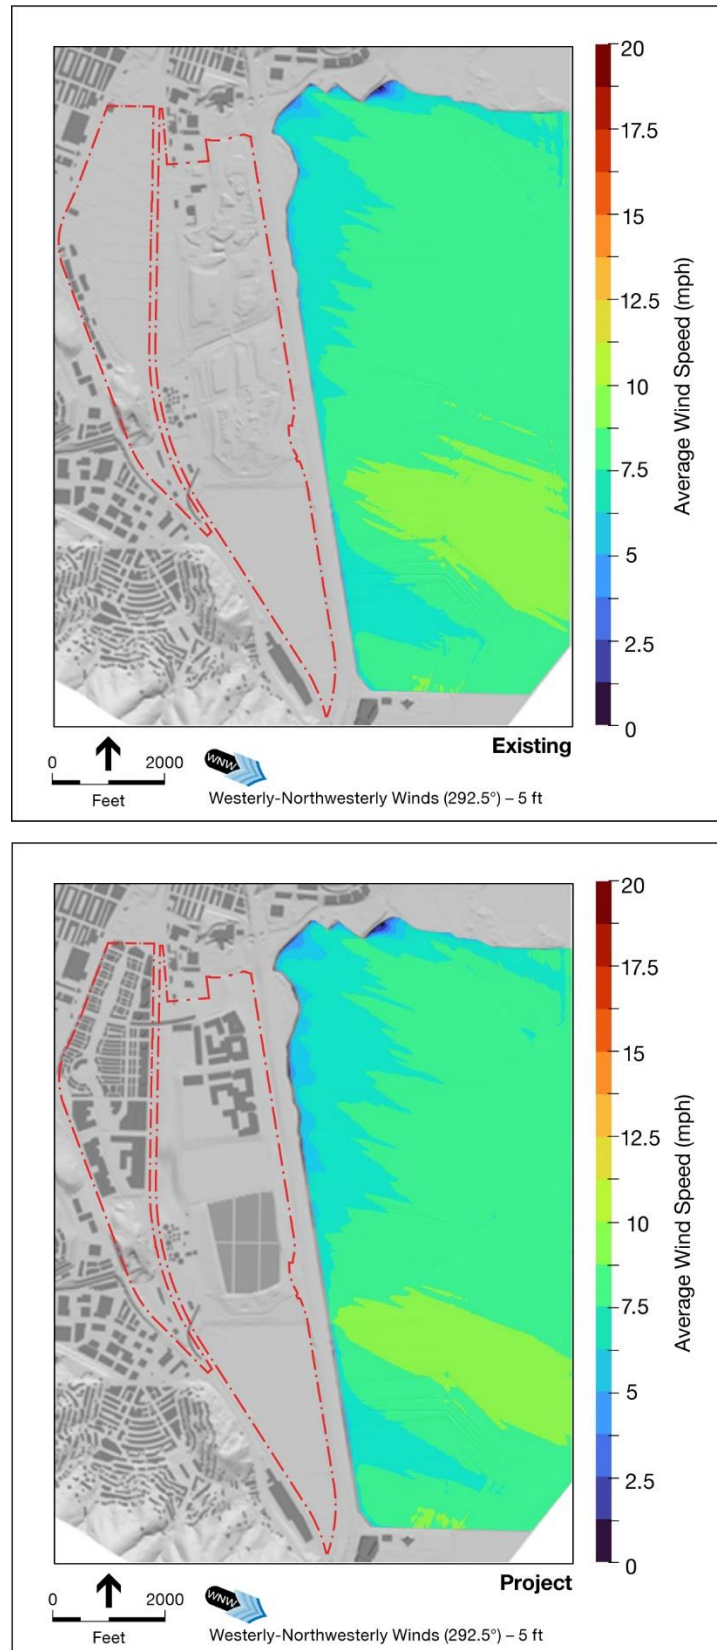 20
17.5
15
12.5
10
7.5
5
2.5
0
Average Wind Speed (mph)
Existing
0 2000
Feet
WNW
Westerly-Northwesterly Winds (292.5°) – 5 ft
20
17.5
15
12.5
10
7.5
5
2.5
0
Average Wind Speed (mph)
Project
0 2000
Feet
WNW
Westerly-Northwesterly Winds (292.5°) – 5 ft